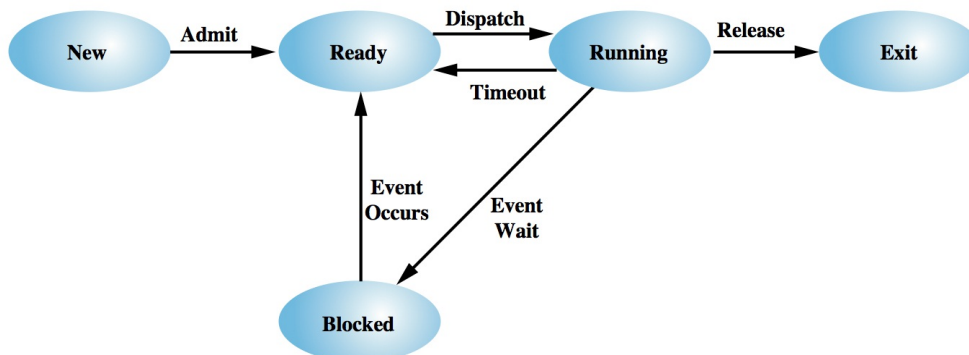 Dispatch
Admit
Release
New
Ready
Running
Exit
Timeout
Event
Occurs
Event
Wait
Blocked